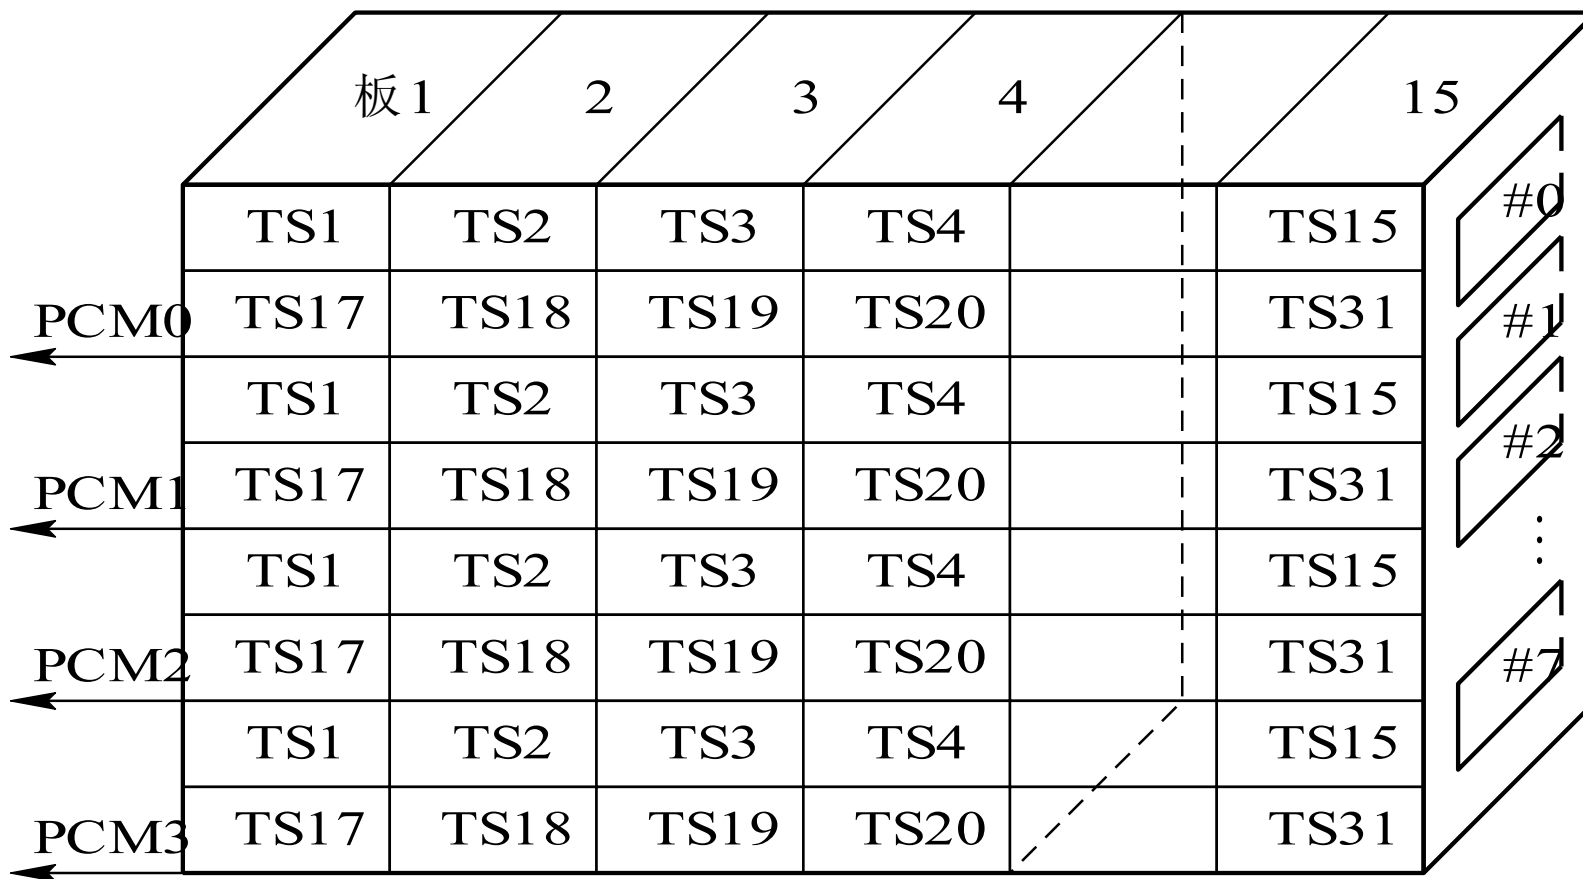 板1 2 3 4 15
TS1 TS2 TS3 TS4 TS15 #0
PCM0 TS17 TS18 TS19 TS20 TS31 #1
TS1 TS2 TS3 TS4 TS15
PCM1 TS17 TS18 TS19 TS20 TS31 #2
TS1 TS2 TS3 TS4 TS15 ⋮
PCM2 TS17 TS18 TS19 TS20 TS31 #7
TS1 TS2 TS3 TS4 TS15
PCM3 TS17 TS18 TS19 TS20 TS31